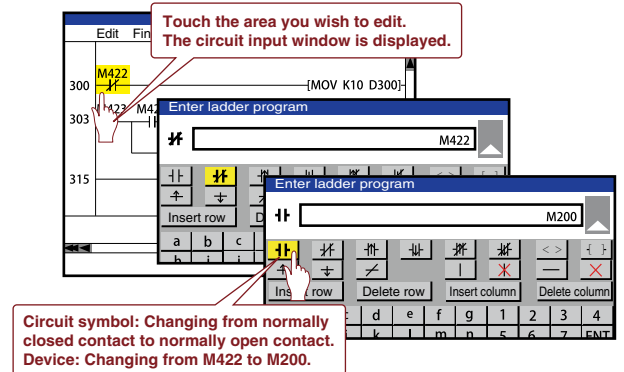 Touch the area you wish to edit.
The circuit input window is displayed.
Edit
M422
300
[MOV K10 D300]
303
315
Enter ladder program
M422
Insert row
a b c
Enter ladder program
M200
< > { }
row Delete row Insert column Delete column
d e f g 1 2 3 4
ENT
Circuit symbol: Changing from normally
closed contact to normally open contact.
Device: Changing from M422 to M200.